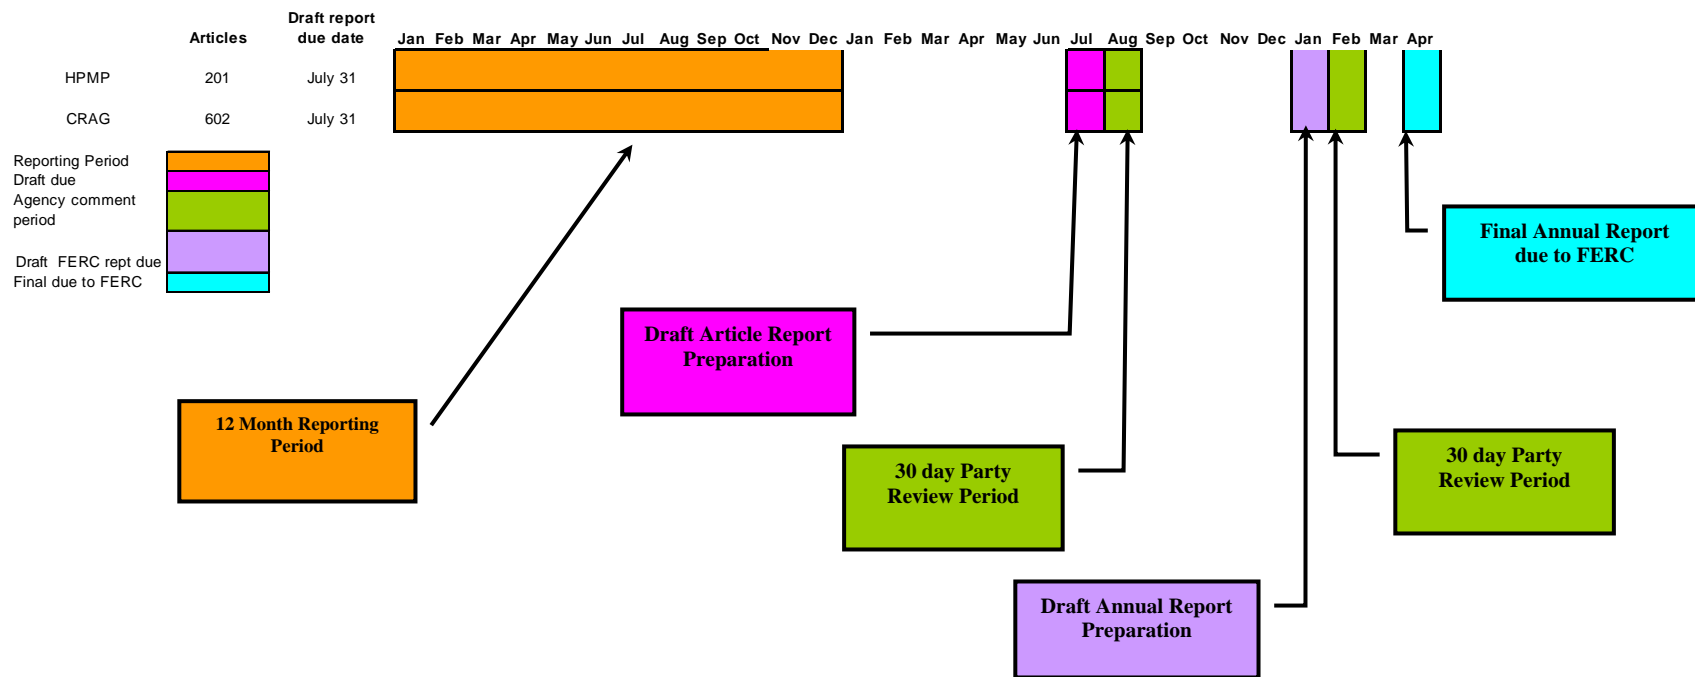 Draft report
Articles due date Jan Feb Mar Apr May Jun Jul Aug Sep Oct Nov Dec Jan Feb Mar Apr May Jun Jul Aug Sep Oct Nov Dec Jan Feb Mar Apr
HPMP 201 July 31
CRAG 602 July 31
Reporting Period
Draft due
Agency comment
period
Draft FERC rept due
Final due to FERC
Final Annual Report
due to FERC
Draft Article Report
Preparation
12 Month Reporting
Period
30 day Party
Review Period
30 day Party
Review Period
Draft Annual Report
Preparation